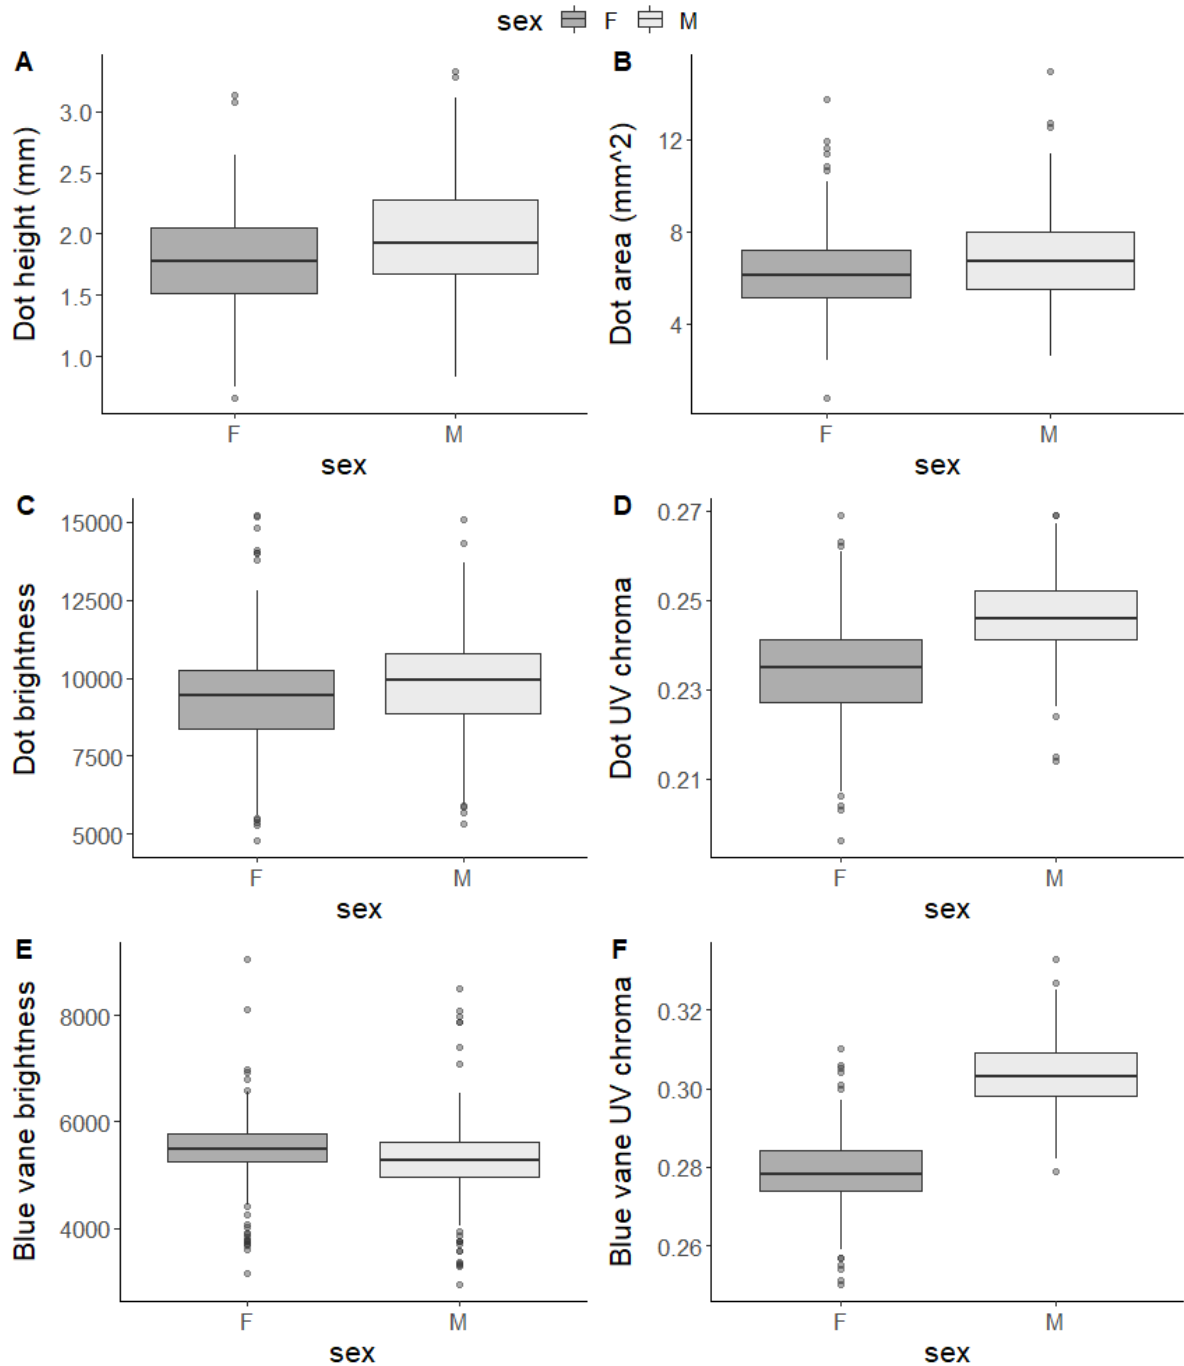 sex F M
A
Dot height (mm)
3.0
2.5
2.0
1.5
1.0
F M
sex
B
Dot area (mm^2)
12
8
4
F M
sex
C
Dot brightness
15000
12500
10000
7500
5000
F M
sex
D
Dot UV chroma
0.27
0.25
0.23
0.21
F M
sex
E
Blue vane brightness
8000
6000
4000
F M
sex
F
Blue vane UV chroma
0.32
0.30
0.28
0.26
F M
sex